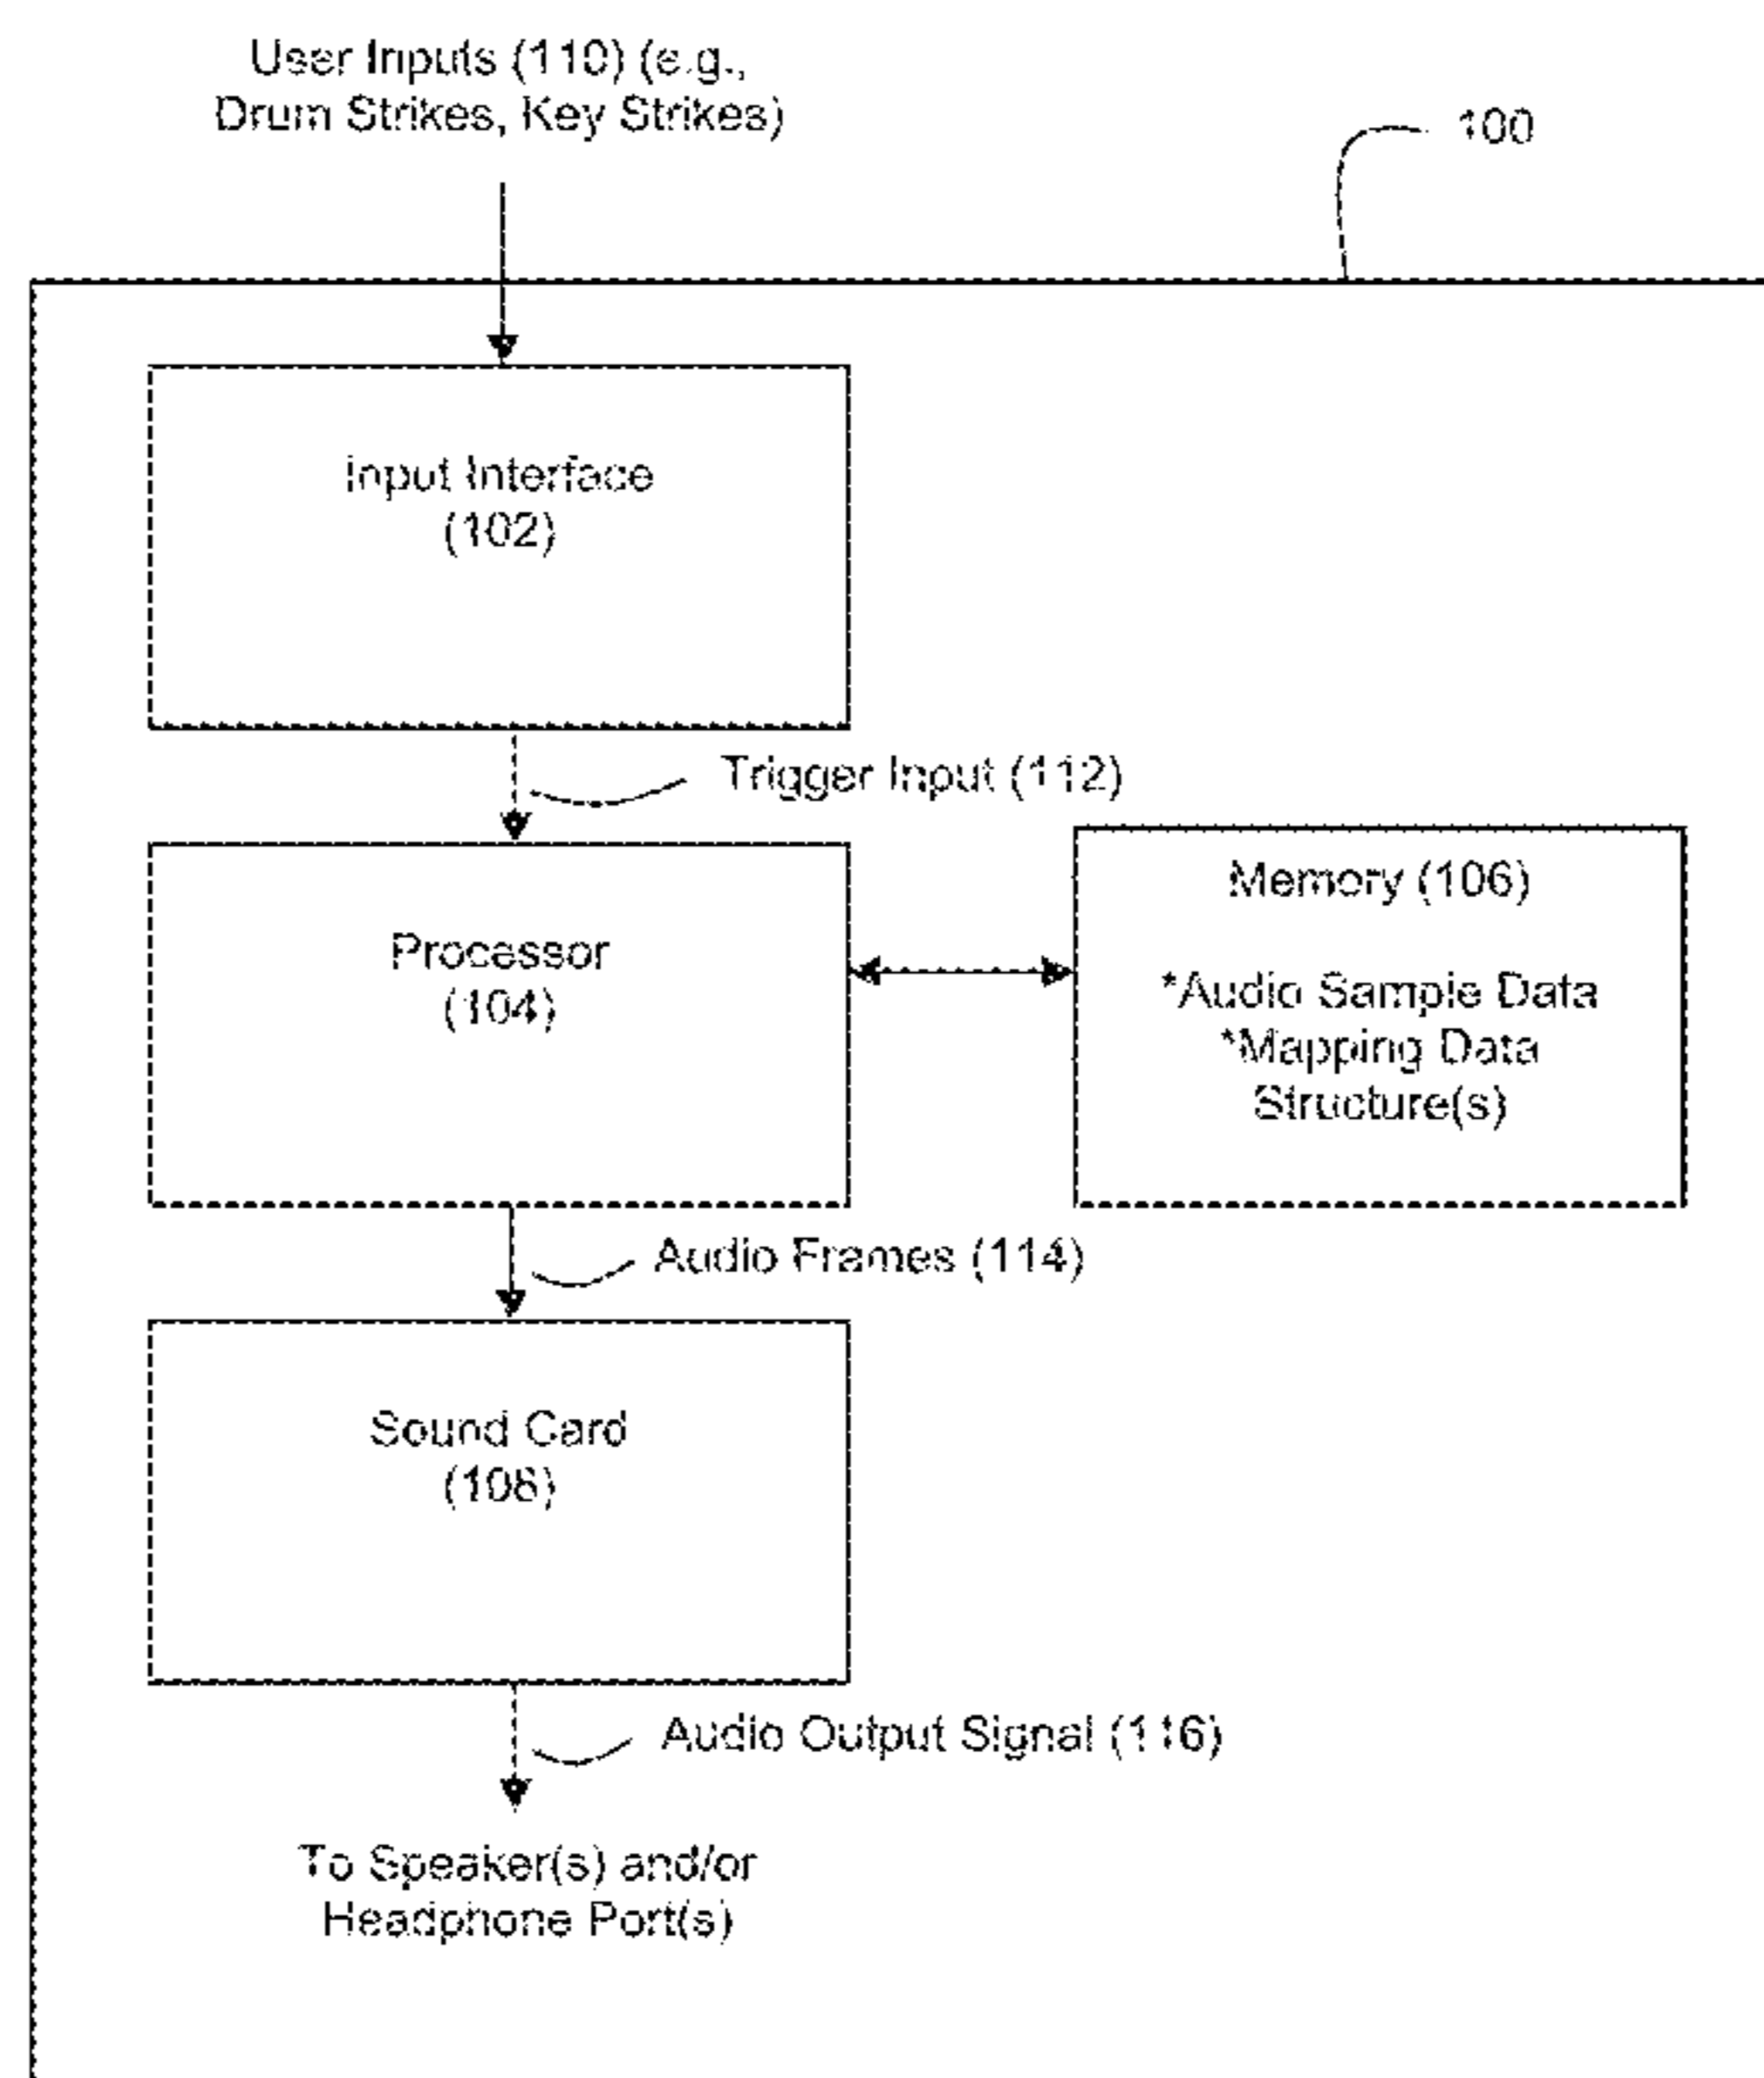 User Inputs (110) (e.g.,
Drum Strikes, Key Strikes)
100
Input Interface
(102)
Trigger Input (112)
Processor
(104)
Memory (106)
*Audio Sample Data
*Mapping Data
Structure(s)
Audio Frames (114)
Sound Card
(108)
Audio Output Signal (116)
To Speaker(s) and/or
Headphone Port(s)